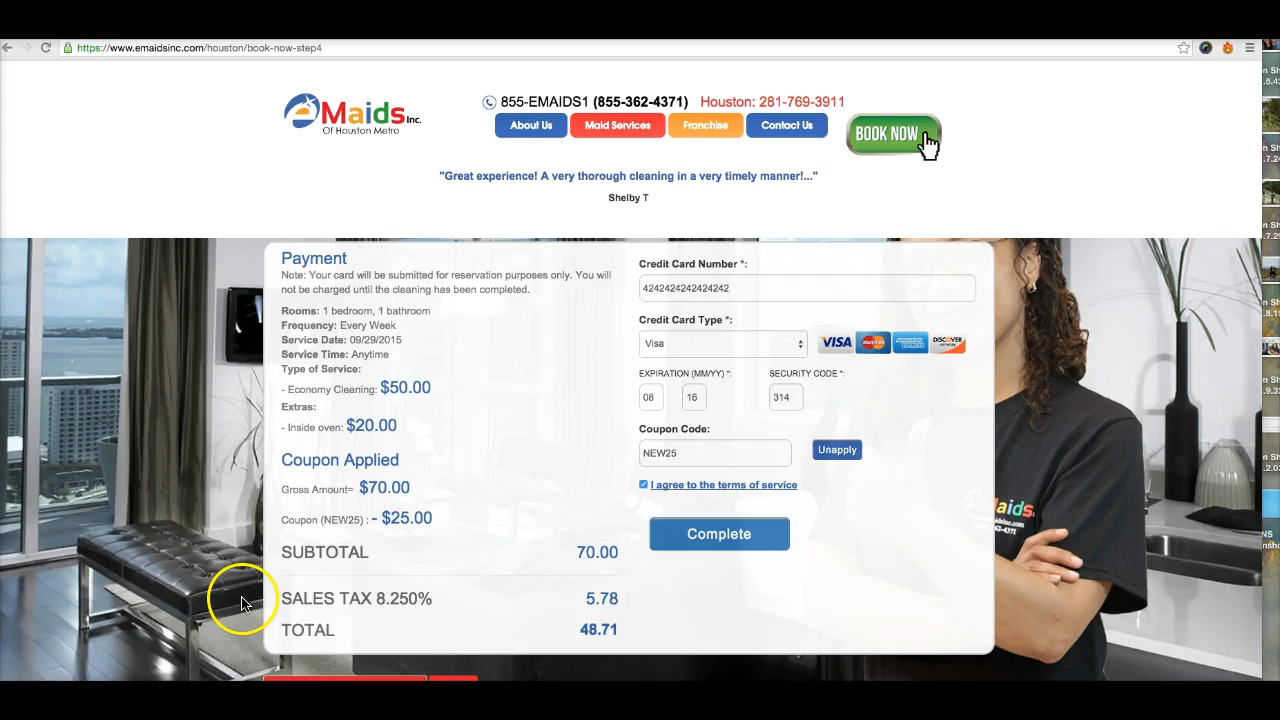 https://www.emaidsinc.com/houston/book-now-step4
eMaids Inc.
Of Houston Metro
855-EMAIDS1 (855-362-4371) Houston: 281-769-3911
About Us
Maid Services
Franchise
Contact Us
BOOK NOW
"Great experience! A very thorough cleaning in a very timely manner!..."
Shelby T
Payment
Note: Your card will be submitted for reservation purposes only. You will
not be charged until the cleaning has been completed.
Rooms: 1 bedroom, 1 bathroom
Frequency: Every Week
Service Date: 09/29/2015
Service Time: Anytime
Type of Service:
- Economy Cleaning: $50.00
Extras:
- Inside oven: $20.00
Coupon Applied
Gross Amount= $70.00
Coupon (NEW25) : - $25.00
SUBTOTAL 70.00
SALES TAX 8.250% 5.78
TOTAL 48.71
Credit Card Number *:
4242424242424242
Credit Card Type *:
Visa
VISA
MasterCard
DISCOVER
EXPIRATION (MM/YY) *: SECURITY CODE *:
08 16 314
Coupon Code:
NEW25 Unapply
I agree to the terms of service
Complete